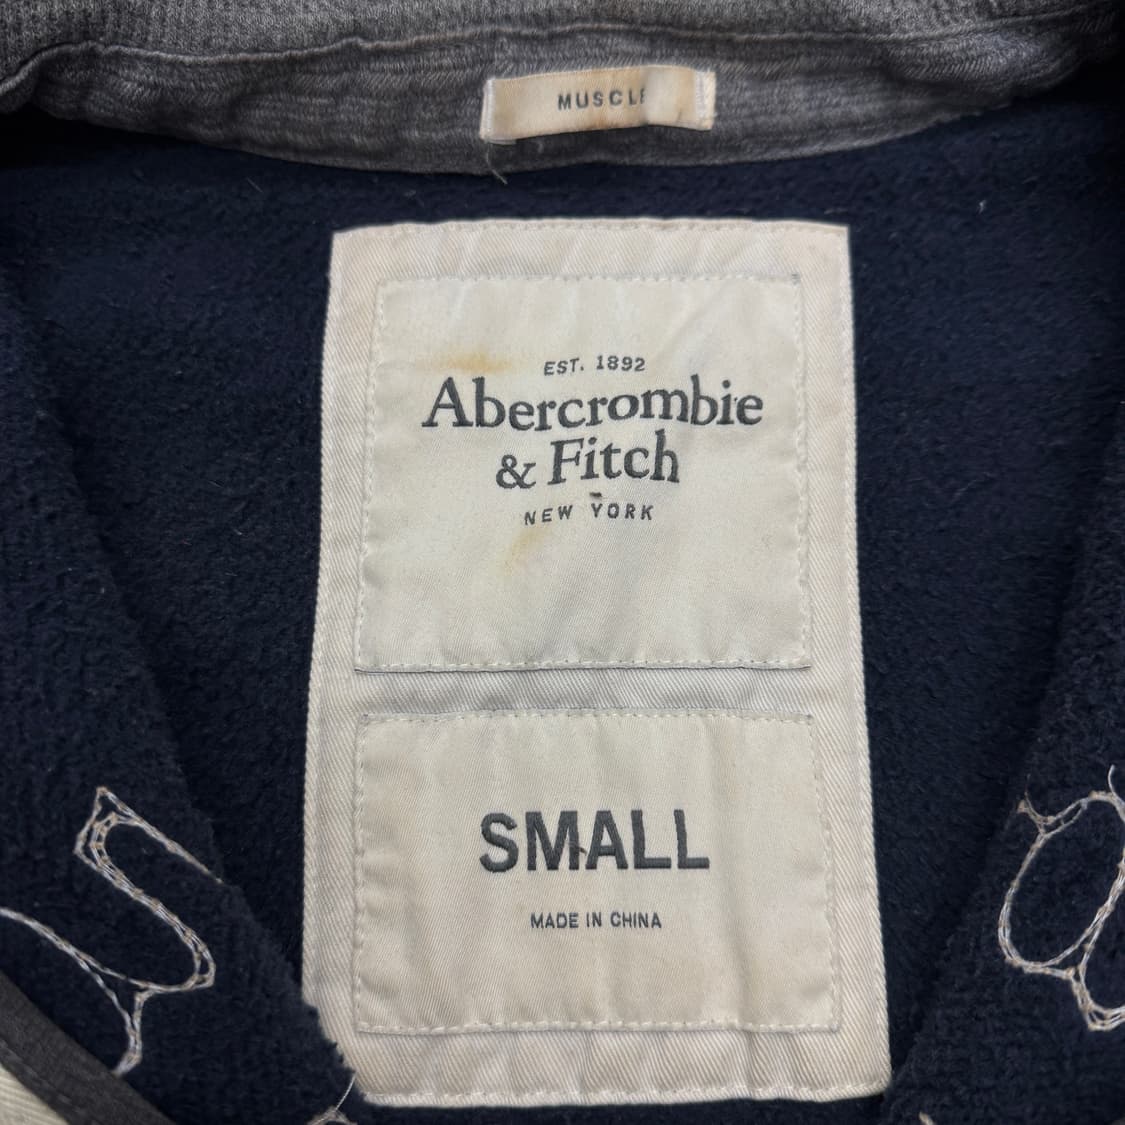 MUSCLE
EST. 1892
Abercrombie
& Fitch
NEW YORK
SMALL
MADE IN CHINA